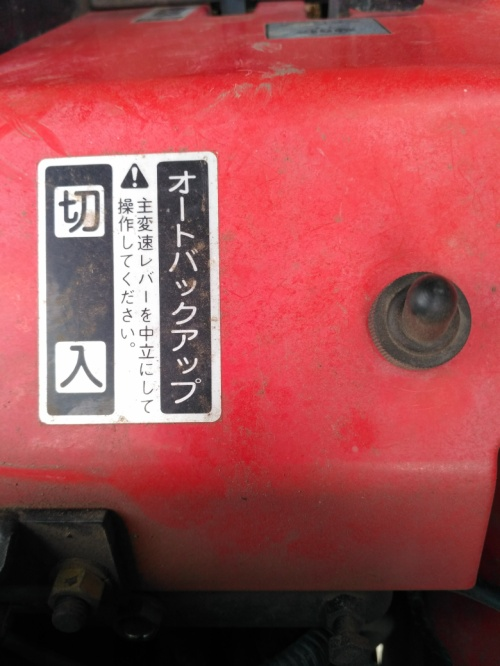 オートバックアップ
主変速レバーを中立にして
操作してください。
切
入